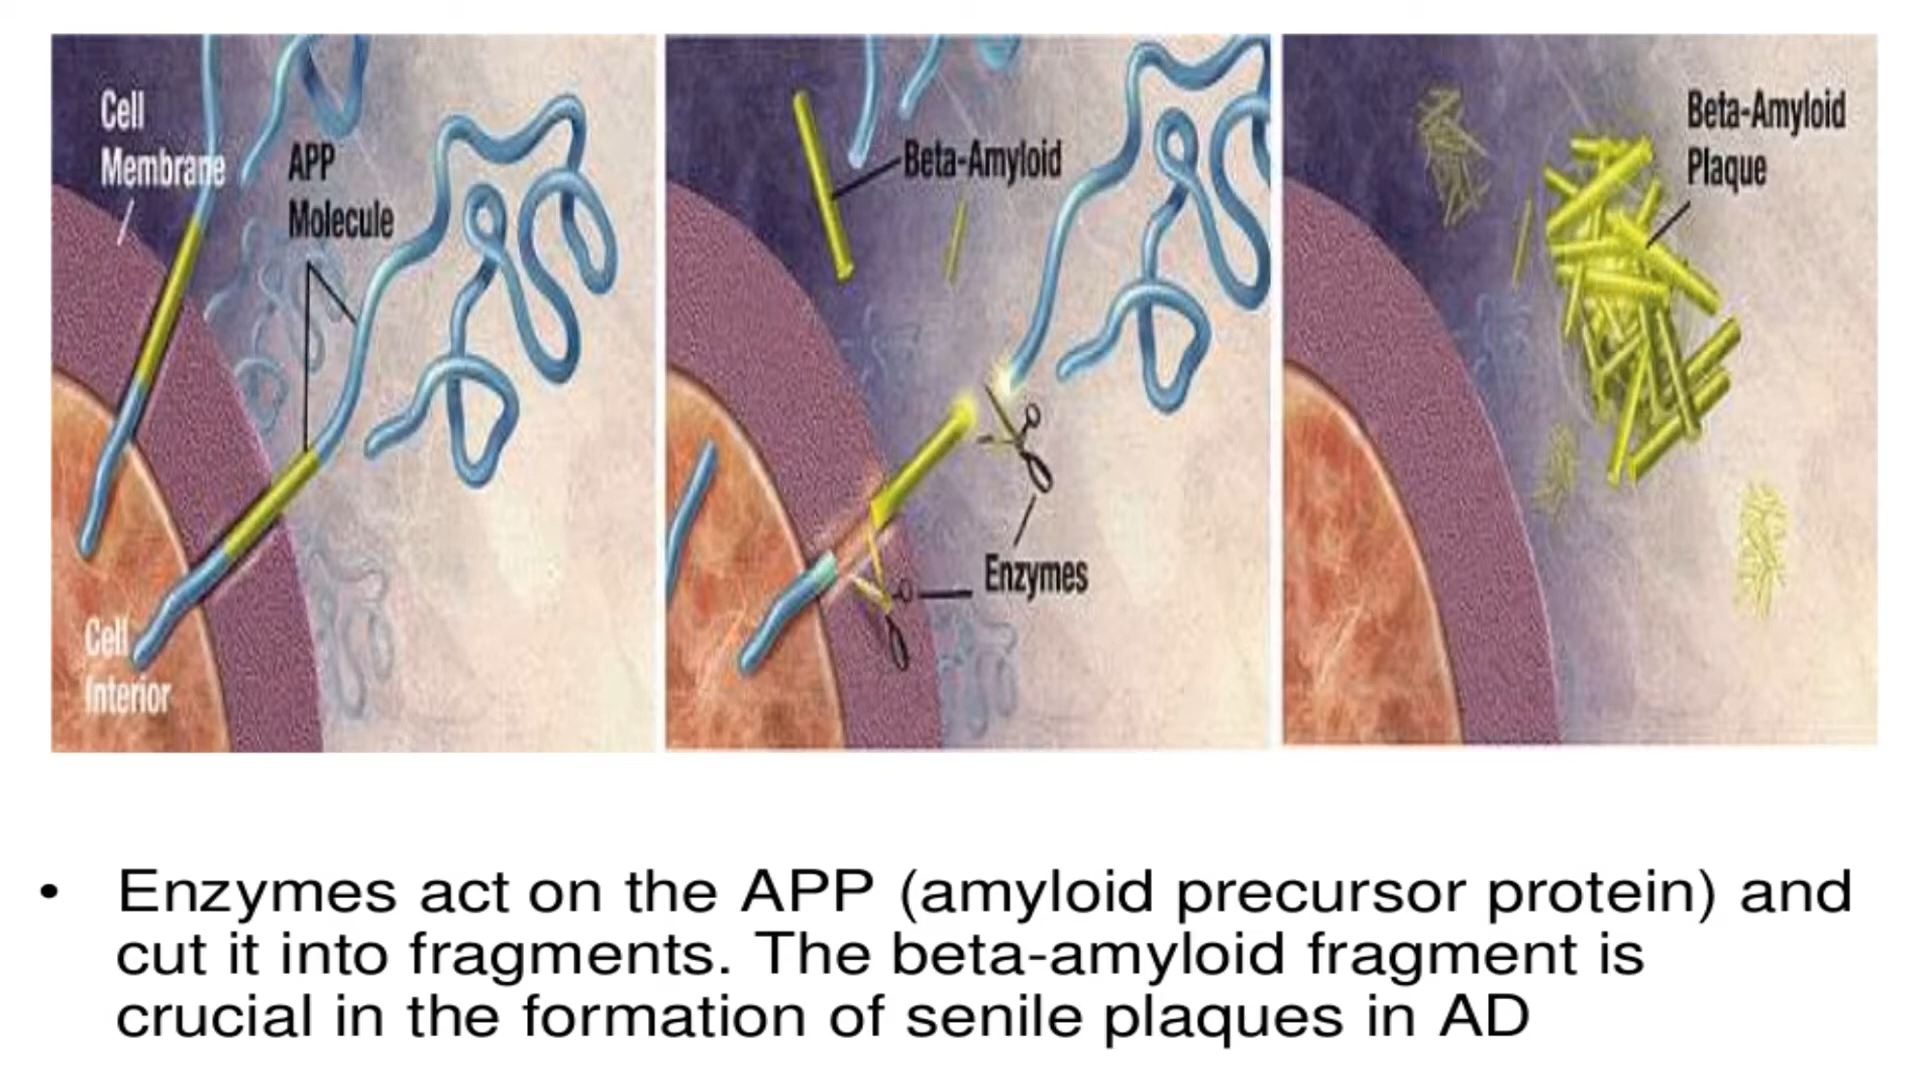 Cell
Membrane
APP
Molecule
Cell
Interior
Beta-Amyloid
Enzymes
Beta-Amyloid
Plaque
• Enzymes act on the APP (amyloid precursor protein) and
cut it into fragments. The beta-amyloid fragment is
crucial in the formation of senile plaques in AD